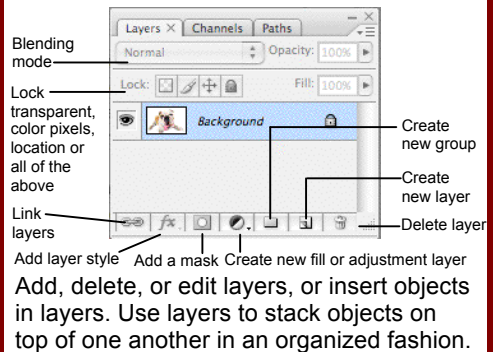 Layers × Channels Paths
Blending
mode
Normal Opacity: 100%
Lock: Fill: 100%
Lock
transparent,
color pixels,
location or
all of the
above
Background
Create
new group
Create
new layer
Link
layers
fx.
Delete layer
Add layer style Add a mask Create new fill or adjustment layer
Add, delete, or edit layers, or insert objects
in layers. Use layers to stack objects on
top of one another in an organized fashion.